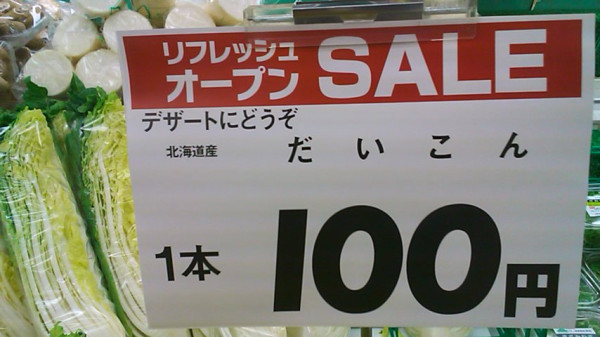 リフレッシュ
オープン SALE
デザートにどうぞ
北海道産 だいこん
1本 100円